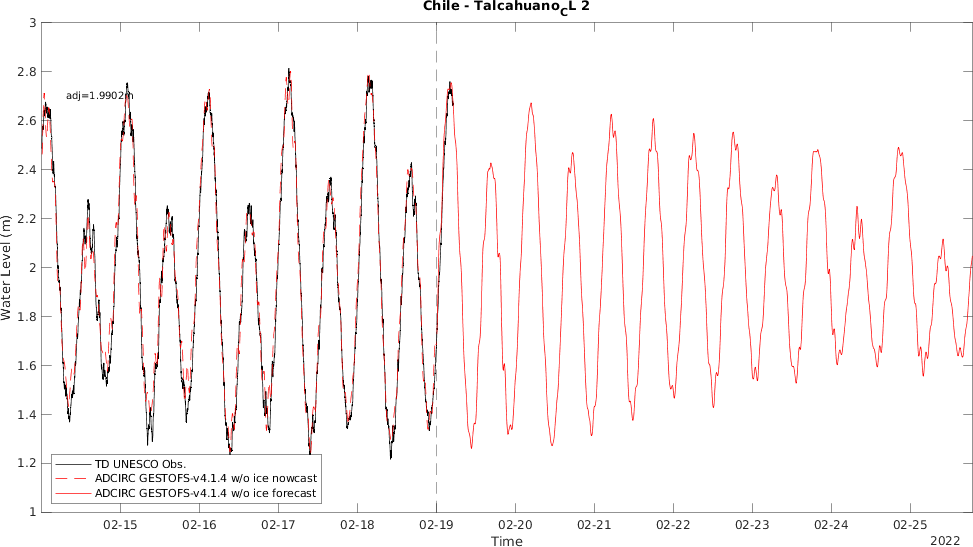 Chile - Talcahuano_CL 2
3
2.8
2.6
2.4
2.2
2
1.8
1.6
1.4
1.2
1
Water Level (m)
adj=1.9902m
TD UNESCO Obs.
ADCIRC GESTOFS-v4.1.4 w/o ice nowcast
ADCIRC GESTOFS-v4.1.4 w/o ice forecast
02-15 02-16 02-17 02-18 02-19 02-20 02-21 02-22 02-23 02-24 02-25
Time
2022